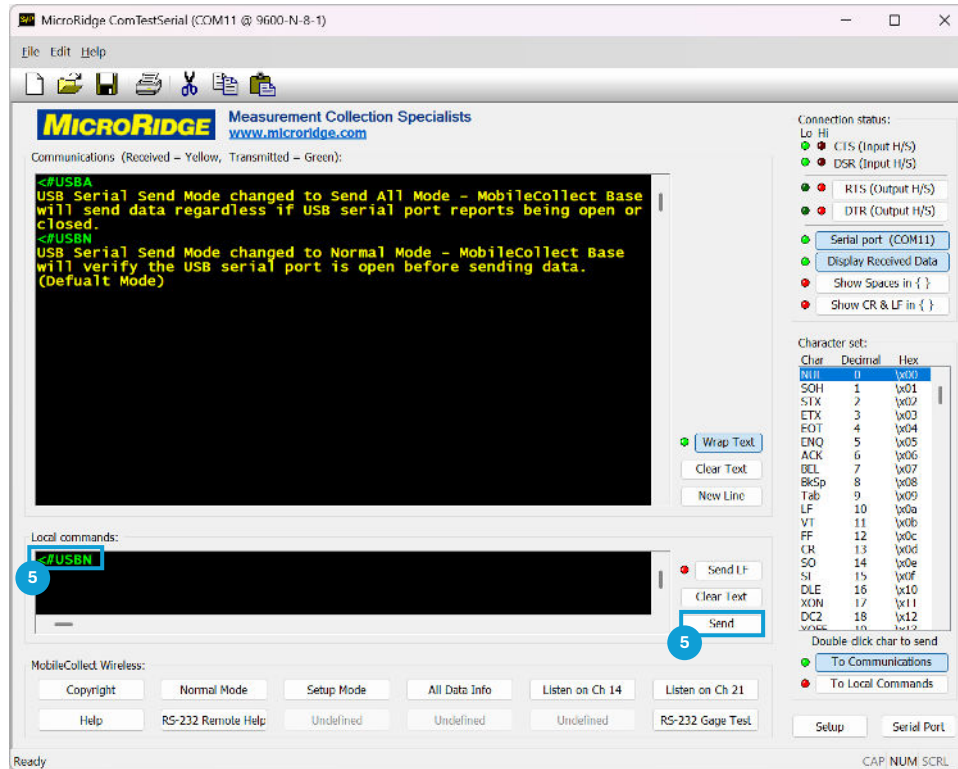 MicroRidge ComTestSerial (COM11 @ 9600-N-8-1)
File Edit Help
MICRORIDGE
Measurement Collection Specialists
www.microridge.com
Communications (Received = Yellow, Transmitted = Green):
<#USBA
USB Serial Send Mode changed to Send All Mode - MobileCollect Base
will send data regardless if USB serial port reports being open or
closed.
<#USBN
USB Serial Send Mode changed to Normal Mode - MobileCollect Base
will verify the USB serial port is open before sending data.
(Defualt Mode)
Wrap Text
Clear Text
New Line
Local commands:
<#USBN
5
Send LF
Clear Text
Send
5
MobileCollect Wireless:
Copyright Normal Mode Setup Mode All Data Info Listen on Ch 14 Listen on Ch 21
Help RS-232 Remote Help Undefined Undefined Undefined RS-232 Gage Test
Connection status:
Lo Hi
CTS (Input H/S)
DSR (Input H/S)
RTS (Output H/S)
DTR (Output H/S)
Serial port (COM11)
Display Received Data
Show Spaces in { }
Show CR & LF in { }
Character set:
Char Decimal Hex
NUL 0 \x00
SOH 1 \x01
STX 2 \x02
ETX 3 \x03
EOT 4 \x04
ENQ 5 \x05
ACK 6 \x06
BEL 7 \x07
BkSp 8 \x08
Tab 9 \x09
LF 10 \x0a
VT 11 \x0b
FF 12 \x0c
CR 13 \x0d
SO 14 \x0e
SI 15 \x0f
DLE 16 \x10
XON 17 \x11
DC2 18 \x12
XOFF 19 \x13
Double click char to send
To Communications
To Local Commands
Setup Serial Port
Ready
CAP NUM SCRL